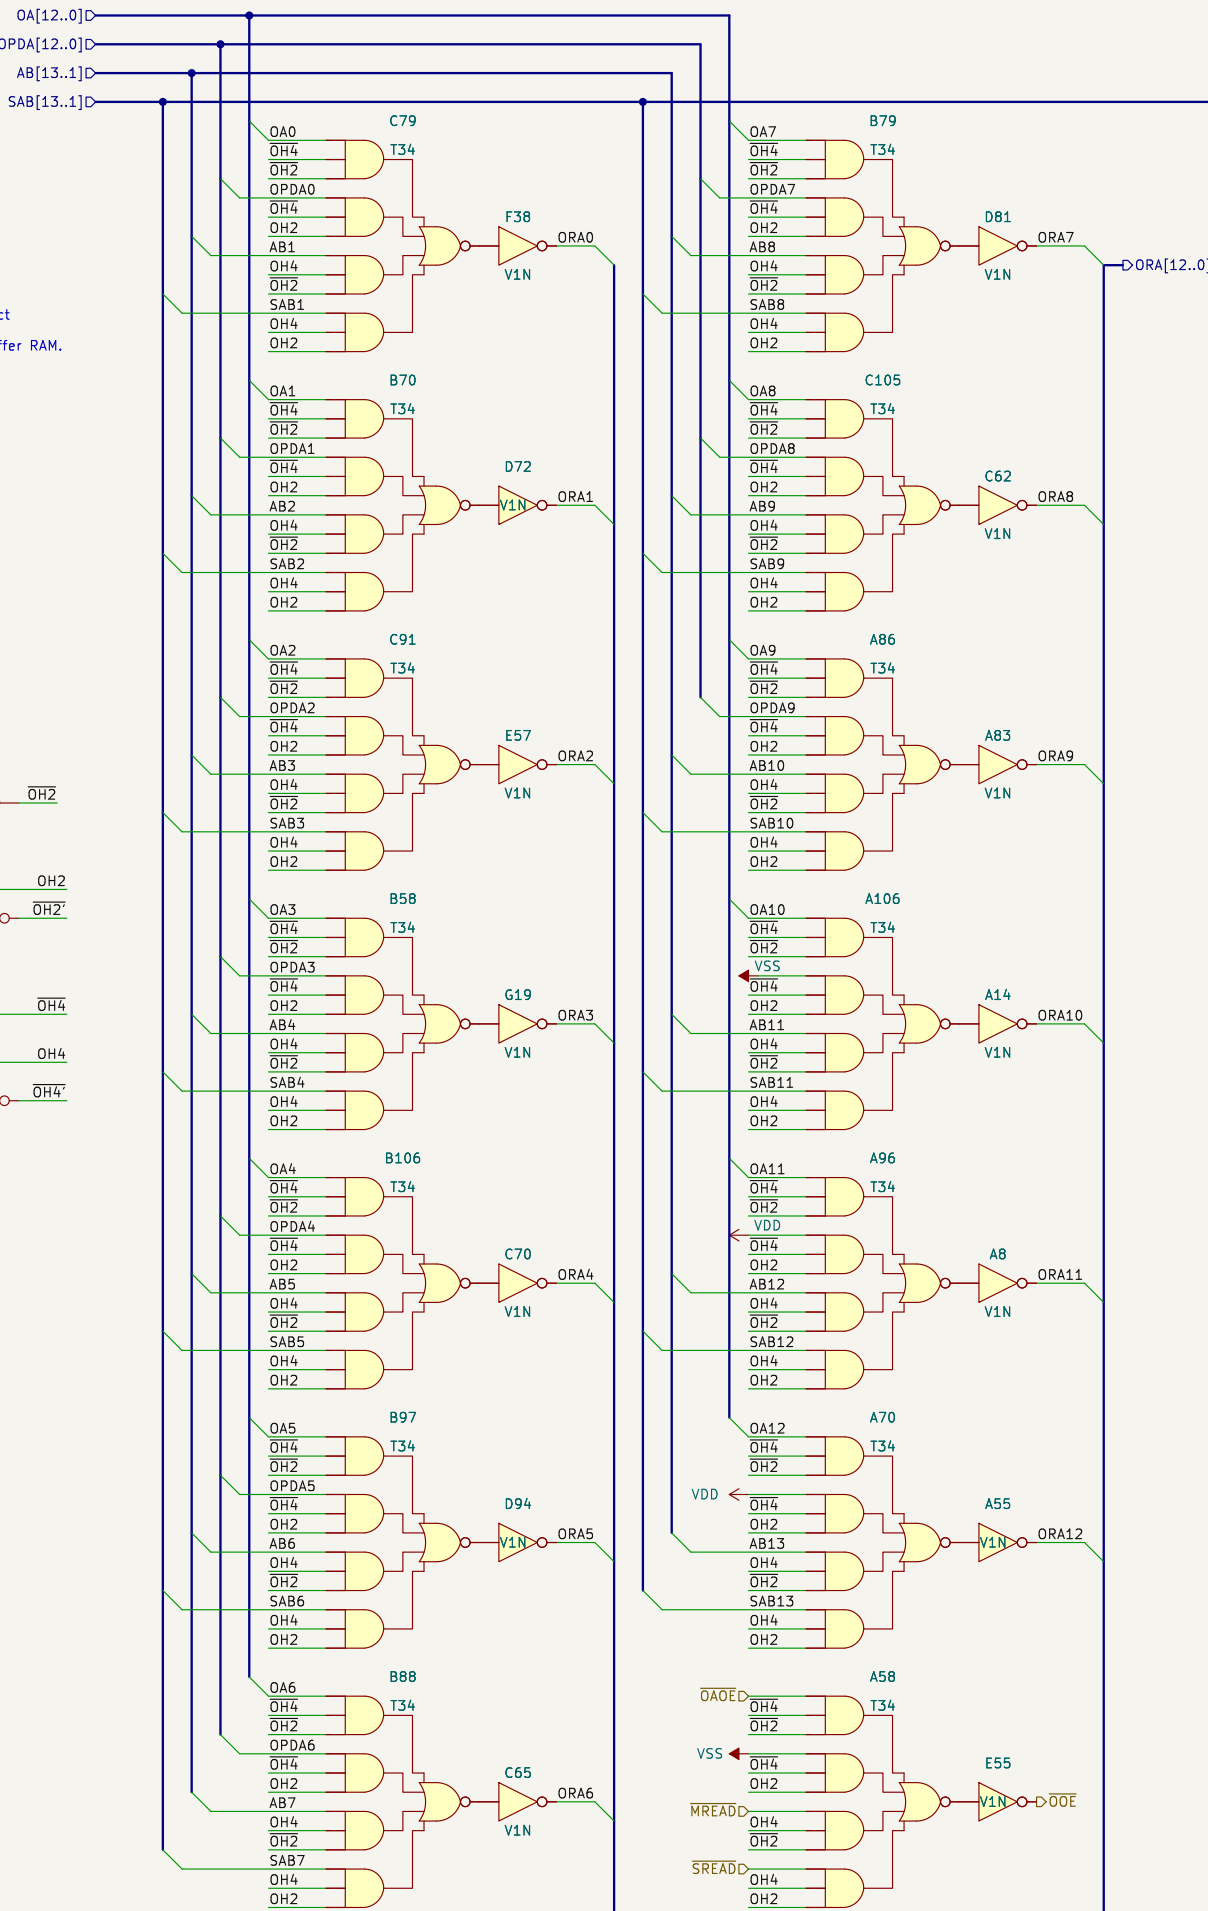 OA[12..0]
OPDA[12..0]
AB[13..1]
SAB[13..1]
ct
ffer RAM.
OH2
OH2
OH2'
OH4
OH4
OH4'
C79
OA0
T34
OH4
OH2
OPDA0
OH4
F38
OH2
ORA0
AB1
OH4
V1N
OH2
SAB1
OH4
OH2
B70
OA1
T34
OH4
OH2
OPDA1
OH4
D72
OH2
ORA1
AB2
V1N
OH4
OH2
SAB2
OH4
OH2
C91
OA2
T34
OH4
OH2
OPDA2
OH4
E57
OH2
ORA2
AB3
OH4
V1N
OH2
SAB3
OH4
OH2
B58
OA3
T34
OH4
OH2
OPDA3
OH4
G19
OH2
ORA3
AB4
OH4
V1N
OH2
SAB4
OH4
OH2
B106
OA4
T34
OH4
OH2
OPDA4
OH4
C70
OH2
ORA4
AB5
OH4
V1N
OH2
SAB5
OH4
OH2
B97
OA5
T34
OH4
OH2
OPDA5
OH4
D94
OH2
ORA5
AB6
V1N
OH4
OH2
SAB6
OH4
OH2
B88
OA6
T34
OH4
OH2
OPDA6
OH4
C65
OH2
ORA6
AB7
OH4
V1N
OH2
SAB7
OH4
OH2
B79
OA7
T34
OH4
OH2
OPDA7
OH4
D81
OH2
ORA7
AB8
ORA[12..0]
OH4
V1N
OH2
SAB8
OH4
OH2
C105
OA8
T34
OH4
OH2
OPDA8
OH4
C62
OH2
ORA8
AB9
OH4
V1N
OH2
SAB9
OH4
OH2
A86
OA9
T34
OH4
OH2
OPDA9
OH4
A83
OH2
ORA9
AB10
OH4
V1N
OH2
SAB10
OH4
OH2
A106
OA10
T34
OH4
OH2
VSS
OH4
A14
OH2
ORA10
AB11
OH4
V1N
OH2
SAB11
OH4
OH2
A96
OA11
T34
OH4
OH2
VDD
OH4
A8
OH2
ORA11
AB12
OH4
V1N
OH2
SAB12
OH4
OH2
A70
OA12
T34
OH4
OH2
VDD
OH4
A55
OH2
ORA12
AB13
V1N
OH4
OH2
SAB13
OH4
OH2
A58
OAOE
T34
OH4
OH2
VSS
OH4
E55
OH2
V1N
OOE
MREAD
OH4
OH2
SREAD
OH4
OH2